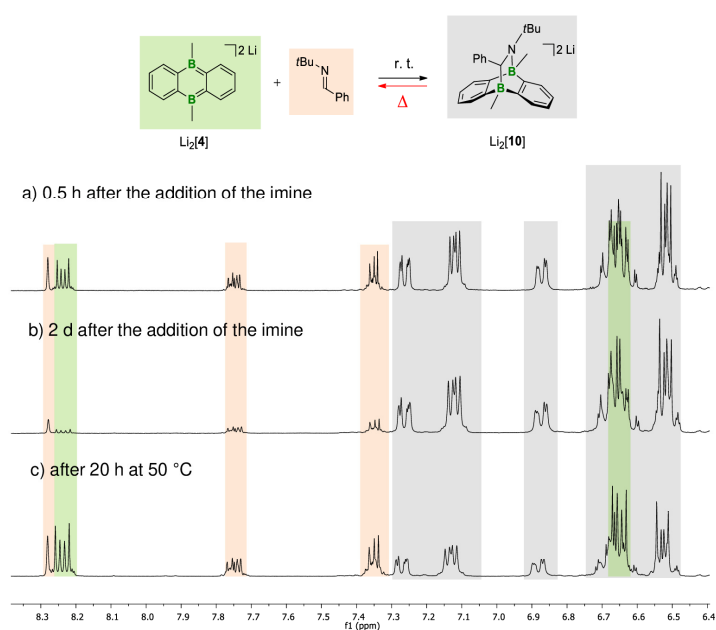 tBu
N
Ph
B
B
⏋2 Li
+
tBu
N
Ph
r. t.
Δ
tBu
N
Ph
B
B
⏋2 Li
Li2[4]
Li2[10]
a) 0.5 h after the addition of the imine
b) 2 d after the addition of the imine
c) after 20 h at 50 °C
8.3 8.2 8.1 8.0 7.9 7.8 7.7 7.6 7.5 7.4 7.3 7.2 7.1 7.0 6.9 6.8 6.7 6.6 6.5 6.4
f1 (ppm)